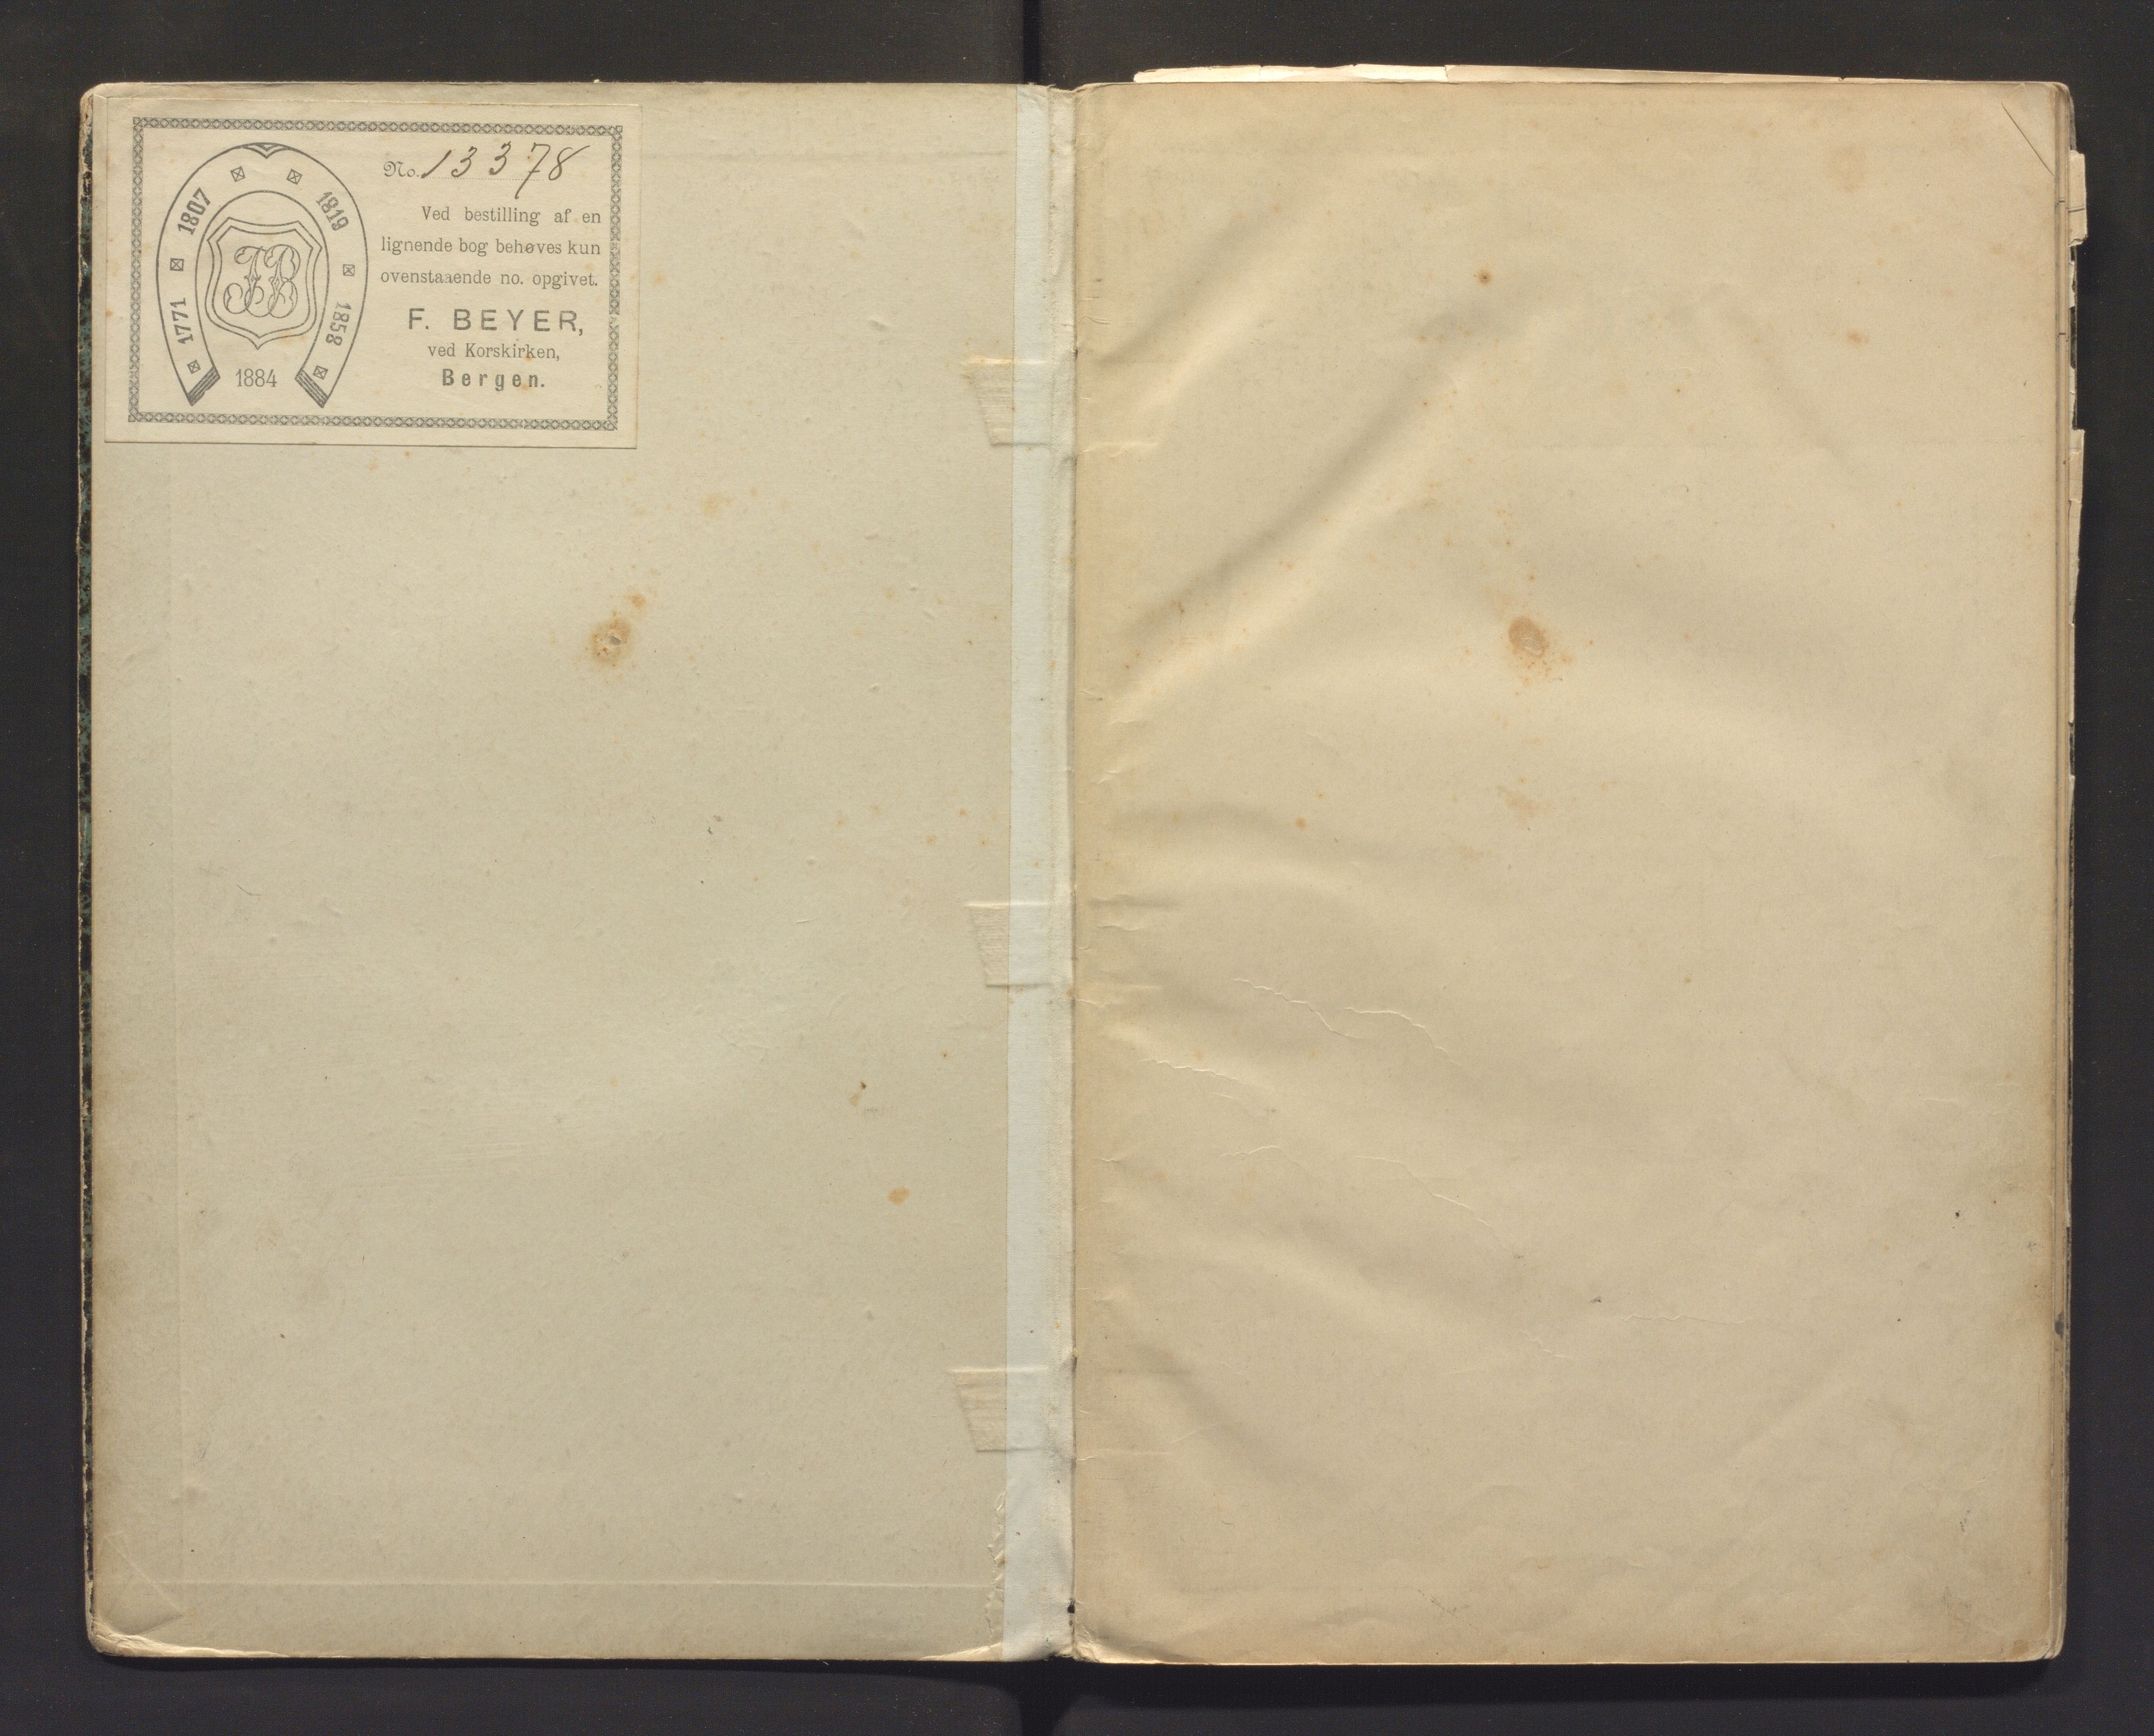 No. 13378
Ved bestilling af en
lignende bog behøves kun
ovenstaaende no. opgivet.
F. BEYER,
ved Korskirken,
Bergen.
1771 1807 1819 1858
1884
FB